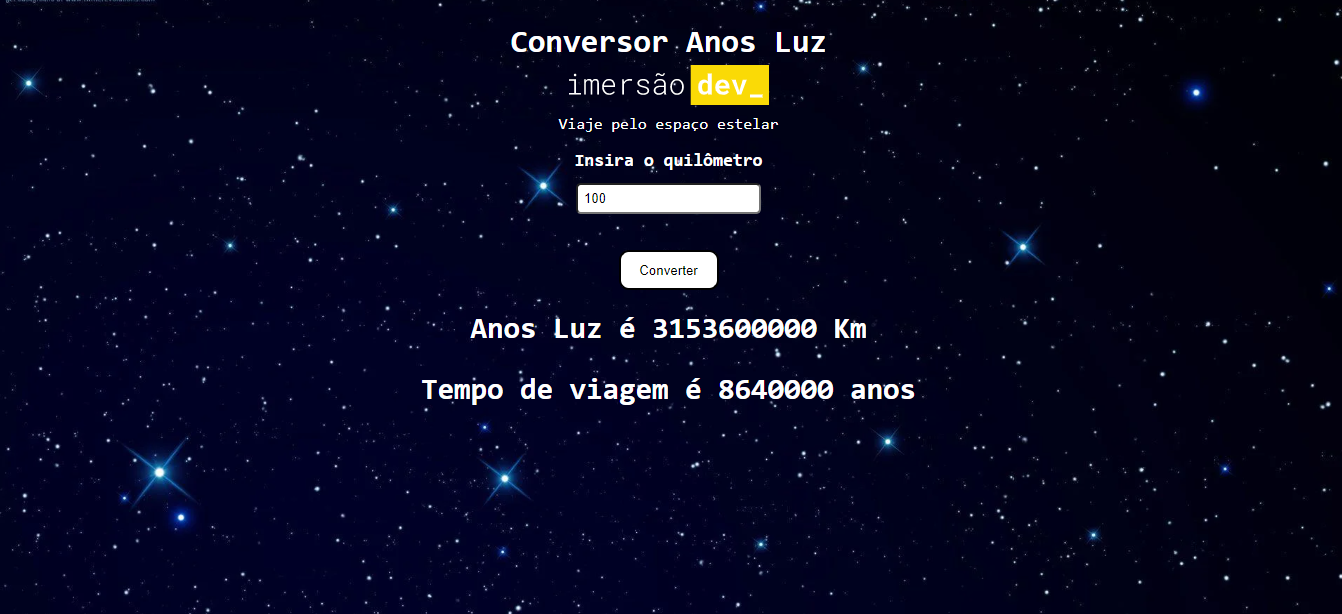 Conversor Anos Luz
imersão dev_
Viaje pelo espaço estelar
Insira o quilômetro
100
Converter
Anos Luz é 3153600000 Km
Tempo de viagem é 8640000 anos